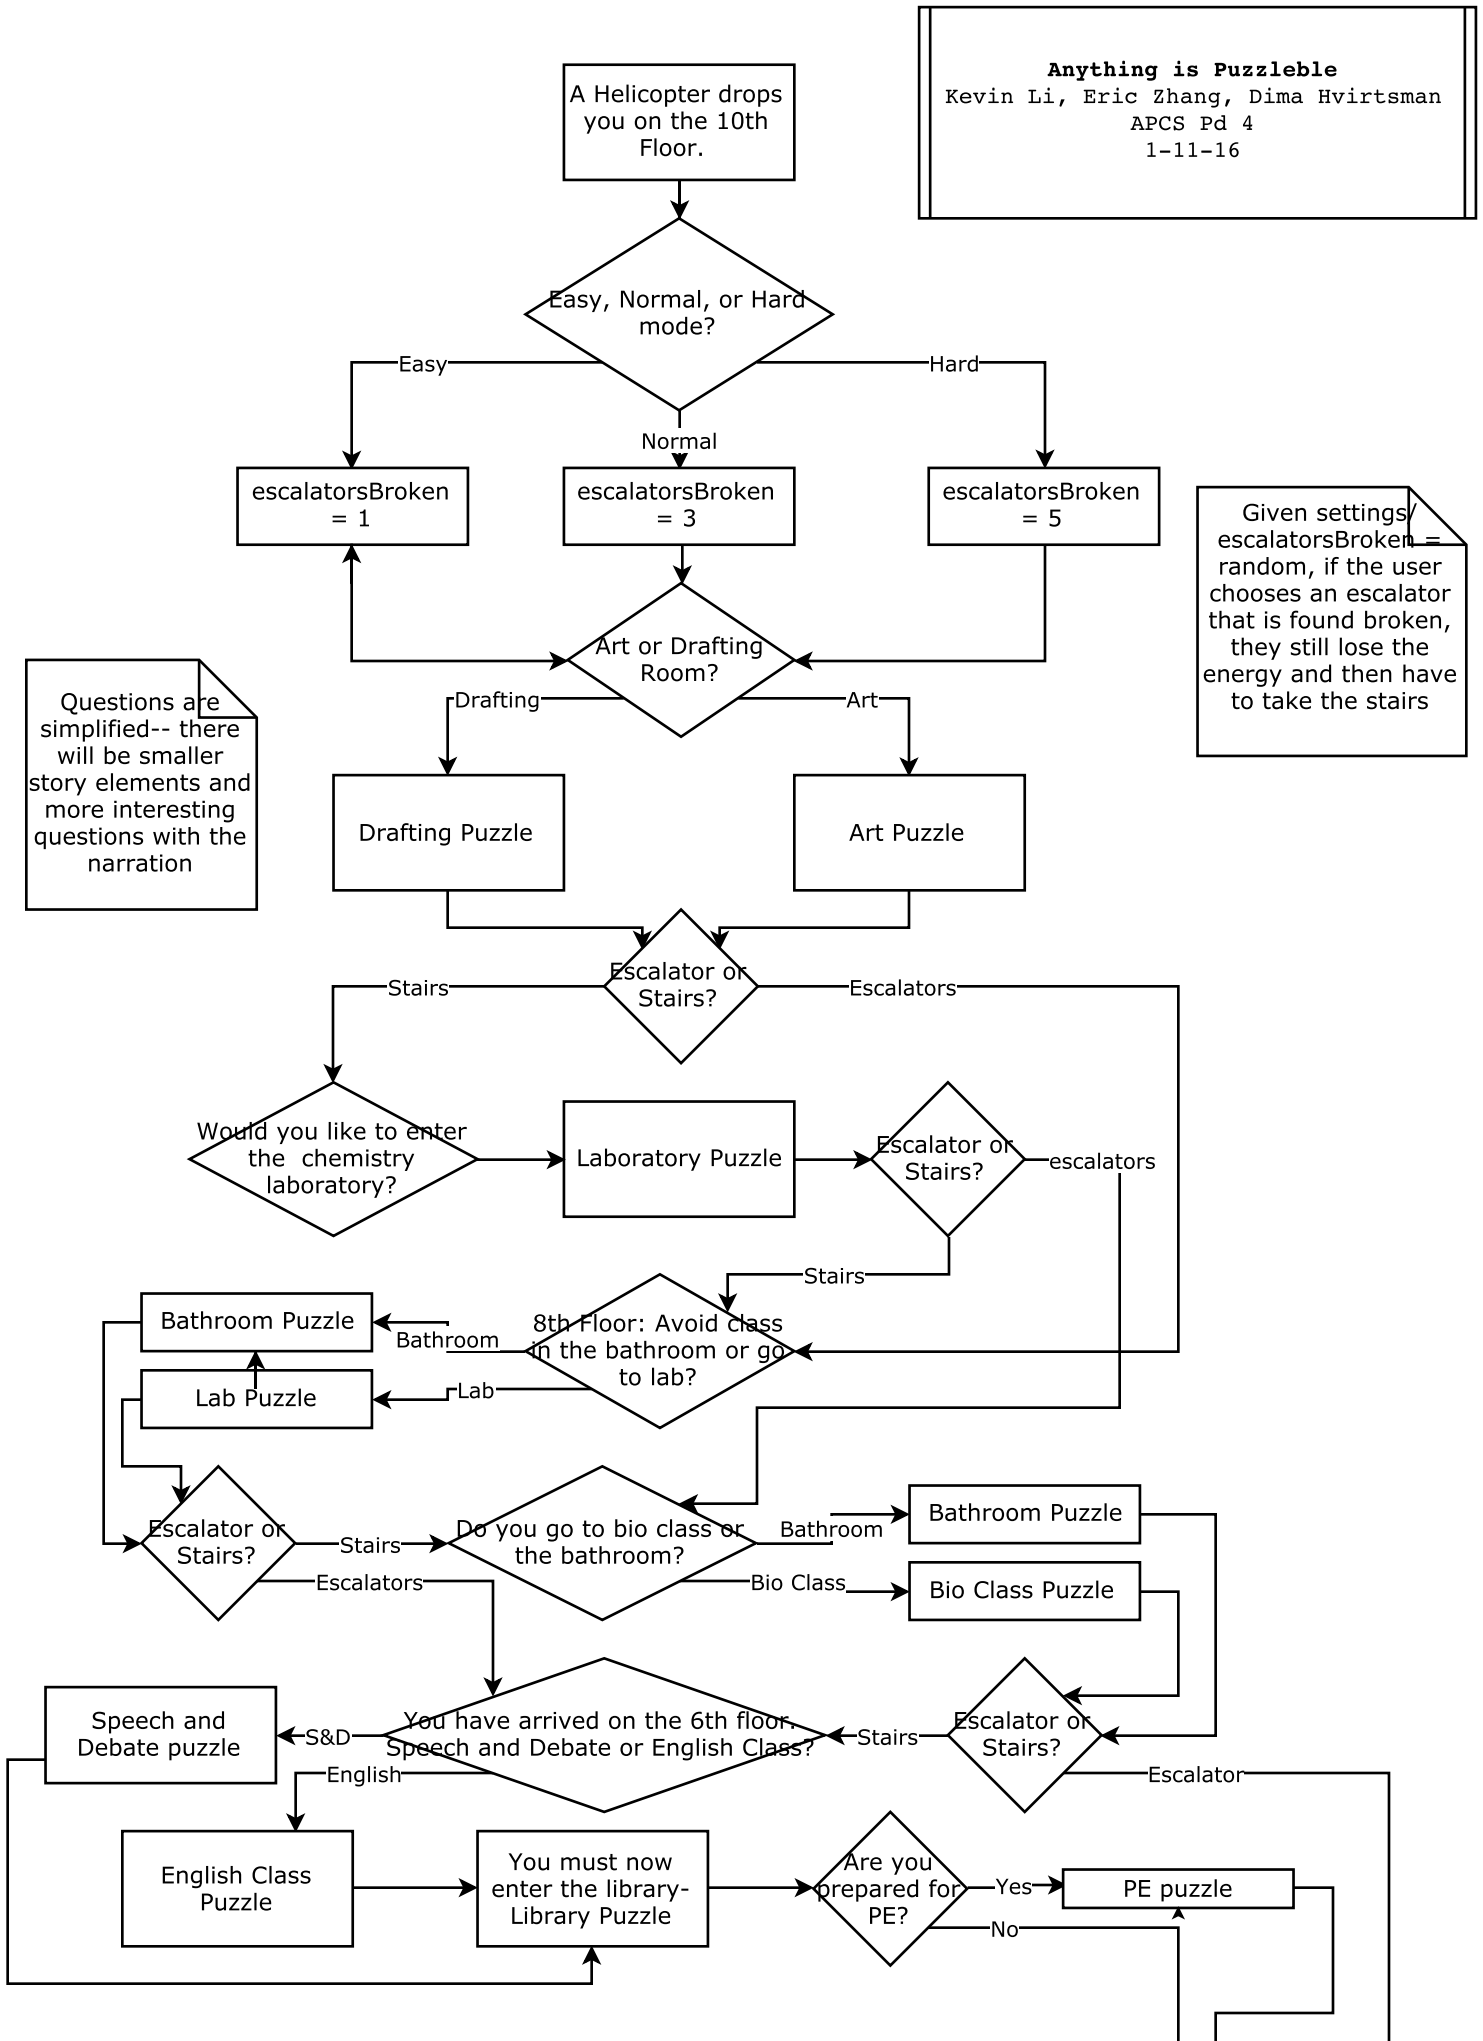 Anything is Puzzleble
Kevin Li, Eric Zhang, Dima Hvirtsman
APCS Pd 4
1-11-16
A Helicopter drops
you on the 10th
Floor.
Easy, Normal, or Hard
mode?
Easy
Hard
Normal
escalatorsBroken
= 1
escalatorsBroken
= 3
escalatorsBroken
= 5
Given settings/
escalatorsBroken =
random, if the user
chooses an escalator
that is found broken,
they still lose the
energy and then have
to take the stairs
Art or Drafting
Room?
Questions are
simplified-- there
will be smaller
story elements and
more interesting
questions with the
narration
Drafting
Art
Drafting Puzzle
Art Puzzle
Escalator or
Stairs?
Stairs
Escalators
Would you like to enter
the  chemistry
laboratory?
Laboratory Puzzle
Escalator or
Stairs?
escalators
Stairs
Bathroom Puzzle
Bathroom
8th Floor: Avoid class
in the bathroom or go
to lab?
Lab Puzzle
Lab
Escalator or
Stairs?
Stairs
Escalators
Do you go to bio class or
the bathroom?
Bathroom
Bathroom Puzzle
Bio Class
Bio Class Puzzle
Speech and
Debate puzzle
S&D
You have arrived on the 6th floor.
Speech and Debate or English Class?
Stairs
Escalator or
Stairs?
Escalator
English
English Class
Puzzle
You must now
enter the library-
Library Puzzle
Are you
prepared for
PE?
Yes
PE puzzle
No